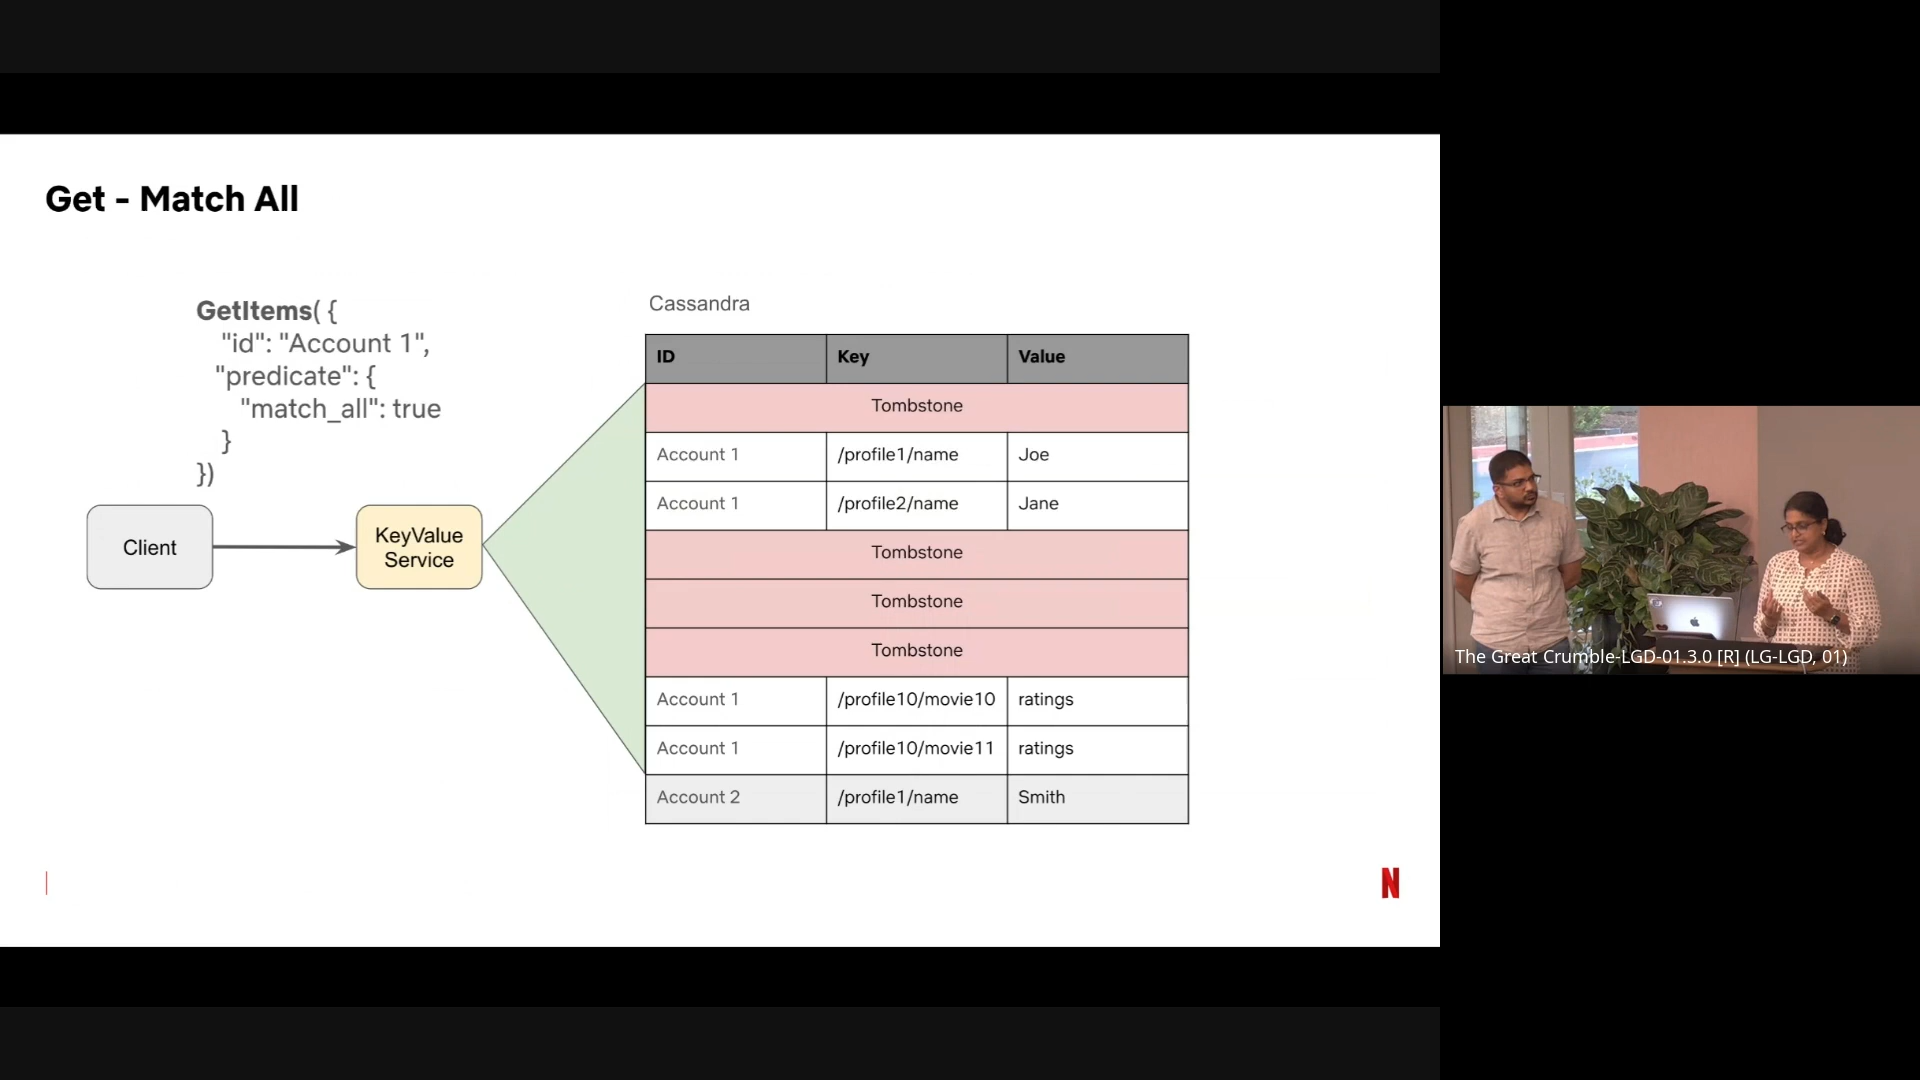 Get - Match All
GetItems( {
"id": "Account 1",
"predicate": {
"match_all": true
}
})
Client
KeyValue
Service
Cassandra
ID Key Value
Tombstone
Account 1 /profile1/name Joe
Account 1 /profile2/name Jane
Tombstone
Tombstone
Tombstone
Account 1 /profile10/movie10 ratings
Account 1 /profile10/movie11 ratings
Account 2 /profile1/name Smith
N
The Great Crumble-LGD-01.3.0 [R] (LG-LGD, 01)